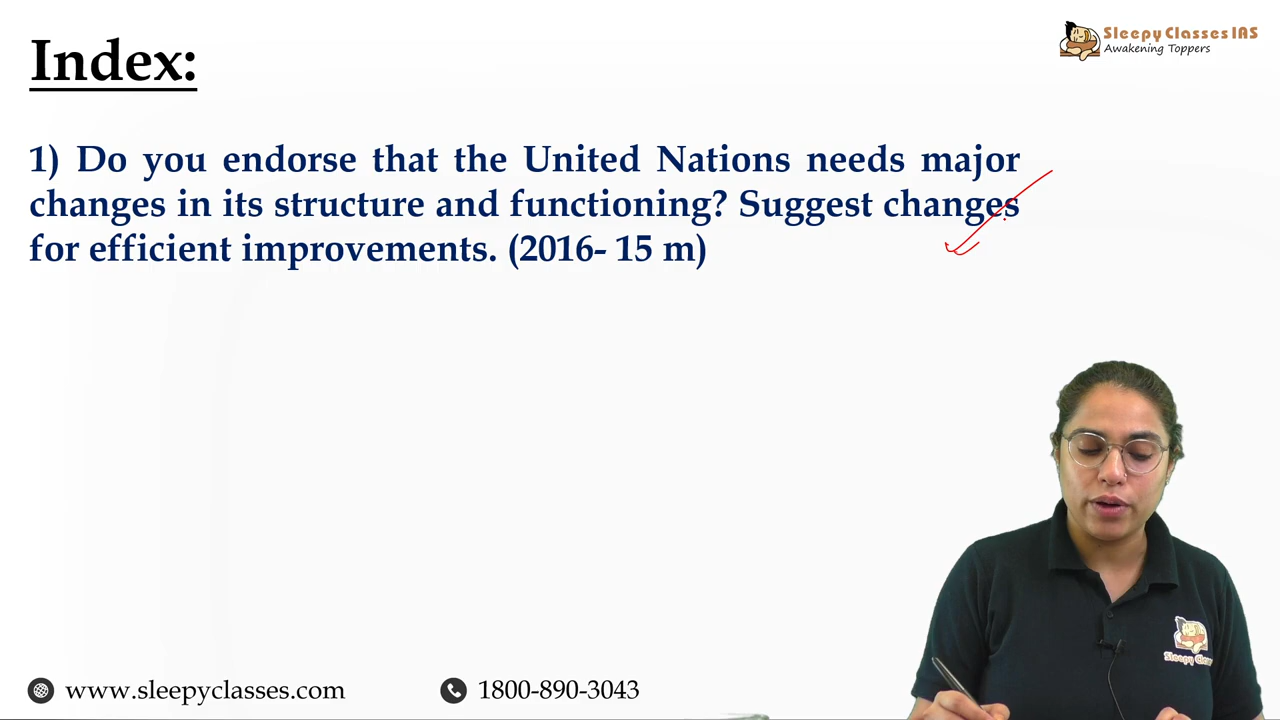 Index:
Sleepy Classes IAS
Awakening Toppers
1) Do you endorse that the United Nations needs major
changes in its structure and functioning? Suggest changes
for efficient improvements. (2016- 15 m)
www.sleepyclasses.com
1800-890-3043